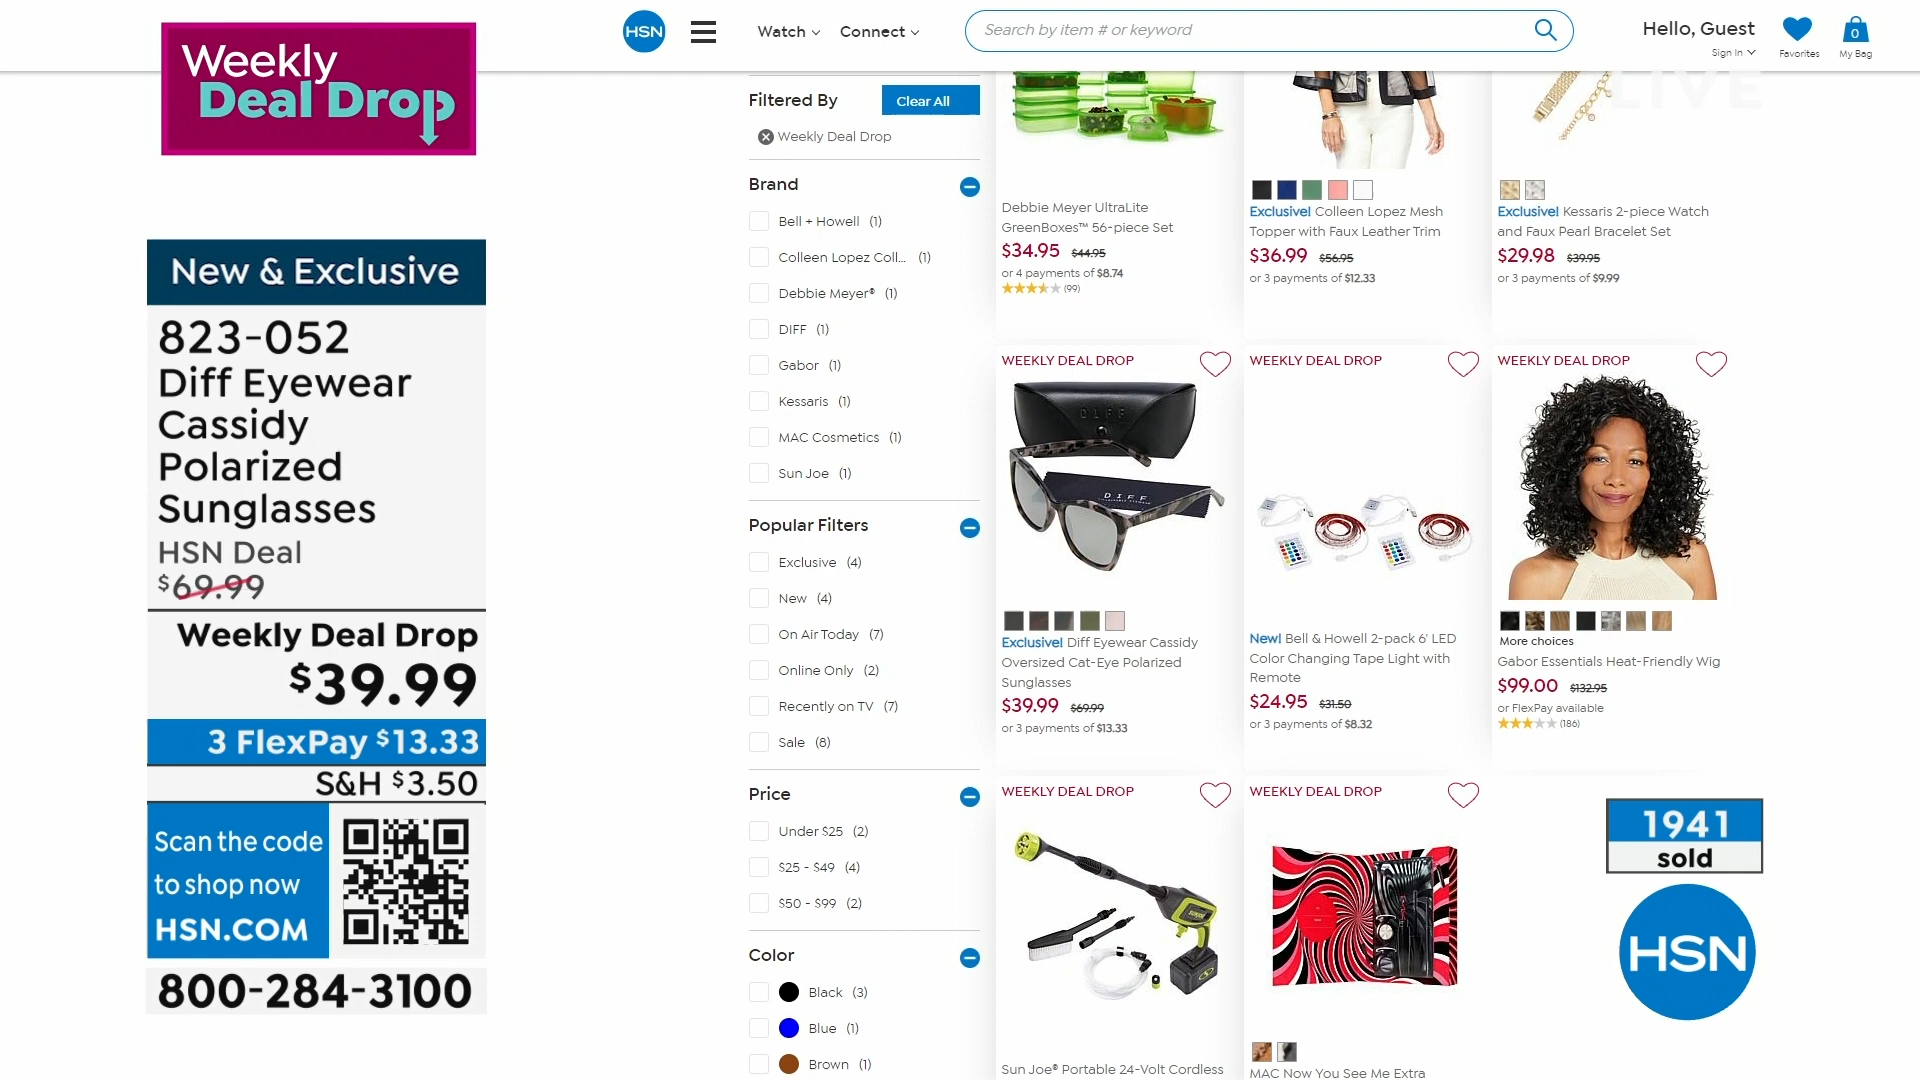 Weekly
Deal Drop
New & Exclusive
823-052
Diff Eyewear
Cassidy
Polarized
Sunglasses
HSN Deal
$69.99
Weekly Deal Drop
$39.99
3 FlexPay $13.33
S&H $3.50
Scan the code
to shop now
HSN.COM
800-284-3100
HSN
Watch
Connect
Search by item # or keyword
Hello, Guest
Sign In
Favorites
0
My Bag
LIVE
Filtered By
Clear All
Weekly Deal Drop
Brand
Bell + Howell (1)
Colleen Lopez Coll... (1)
Debbie Meyer® (1)
DIFF (1)
Gabor (1)
Kessaris (1)
MAC Cosmetics (1)
Sun Joe (1)
Popular Filters
Exclusive (4)
New (4)
On Air Today (7)
Online Only (2)
Recently on TV (7)
Sale (8)
Price
Under $25 (2)
$25 - $49 (4)
$50 - $99 (2)
Color
Black (3)
Blue (1)
Brown (1)
Debbie Meyer UltraLite
GreenBoxes™ 56-piece Set
$34.95 $44.95
or 4 payments of $8.74
(99)
Exclusive! Colleen Lopez Mesh
Topper with Faux Leather Trim
$36.99 $56.95
or 3 payments of $12.33
Exclusive! Kessaris 2-piece Watch
and Faux Pearl Bracelet Set
$29.98 $39.95
or 3 payments of $9.99
WEEKLY DEAL DROP
DIFF
DIFF
Exclusive! Diff Eyewear Cassidy
Oversized Cat-Eye Polarized
Sunglasses
$39.99 $69.99
or 3 payments of $13.33
WEEKLY DEAL DROP
New! Bell & Howell 2-pack 6' LED
Color Changing Tape Light with
Remote
$24.95 $31.50
or 3 payments of $8.32
WEEKLY DEAL DROP
More choices
Gabor Essentials Heat-Friendly Wig
$99.00 $132.95
or FlexPay available
(186)
WEEKLY DEAL DROP
Sun Joe® Portable 24-Volt Cordless
WEEKLY DEAL DROP
MAC Now You See Me Extra
1941
sold
HSN